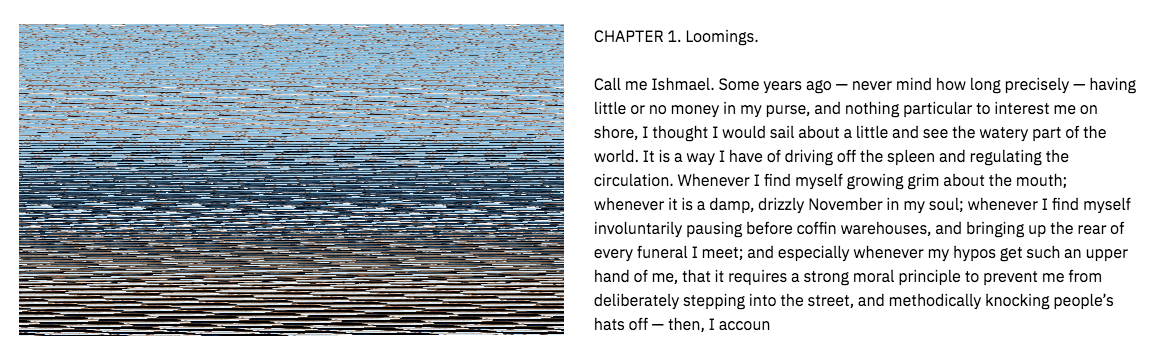 CHAPTER 1. Loomings.
Call me Ishmael. Some years ago — never mind how long precisely — having
little or no money in my purse, and nothing particular to interest me on
shore, I thought I would sail about a little and see the watery part of the
world. It is a way I have of driving off the spleen and regulating the
circulation. Whenever I find myself growing grim about the mouth;
whenever it is a damp, drizzly November in my soul; whenever I find myself
involuntarily pausing before coffin warehouses, and bringing up the rear of
every funeral I meet; and especially whenever my hypos get such an upper
hand of me, that it requires a strong moral principle to prevent me from
deliberately stepping into the street, and methodically knocking people’s
hats off — then, I accoun